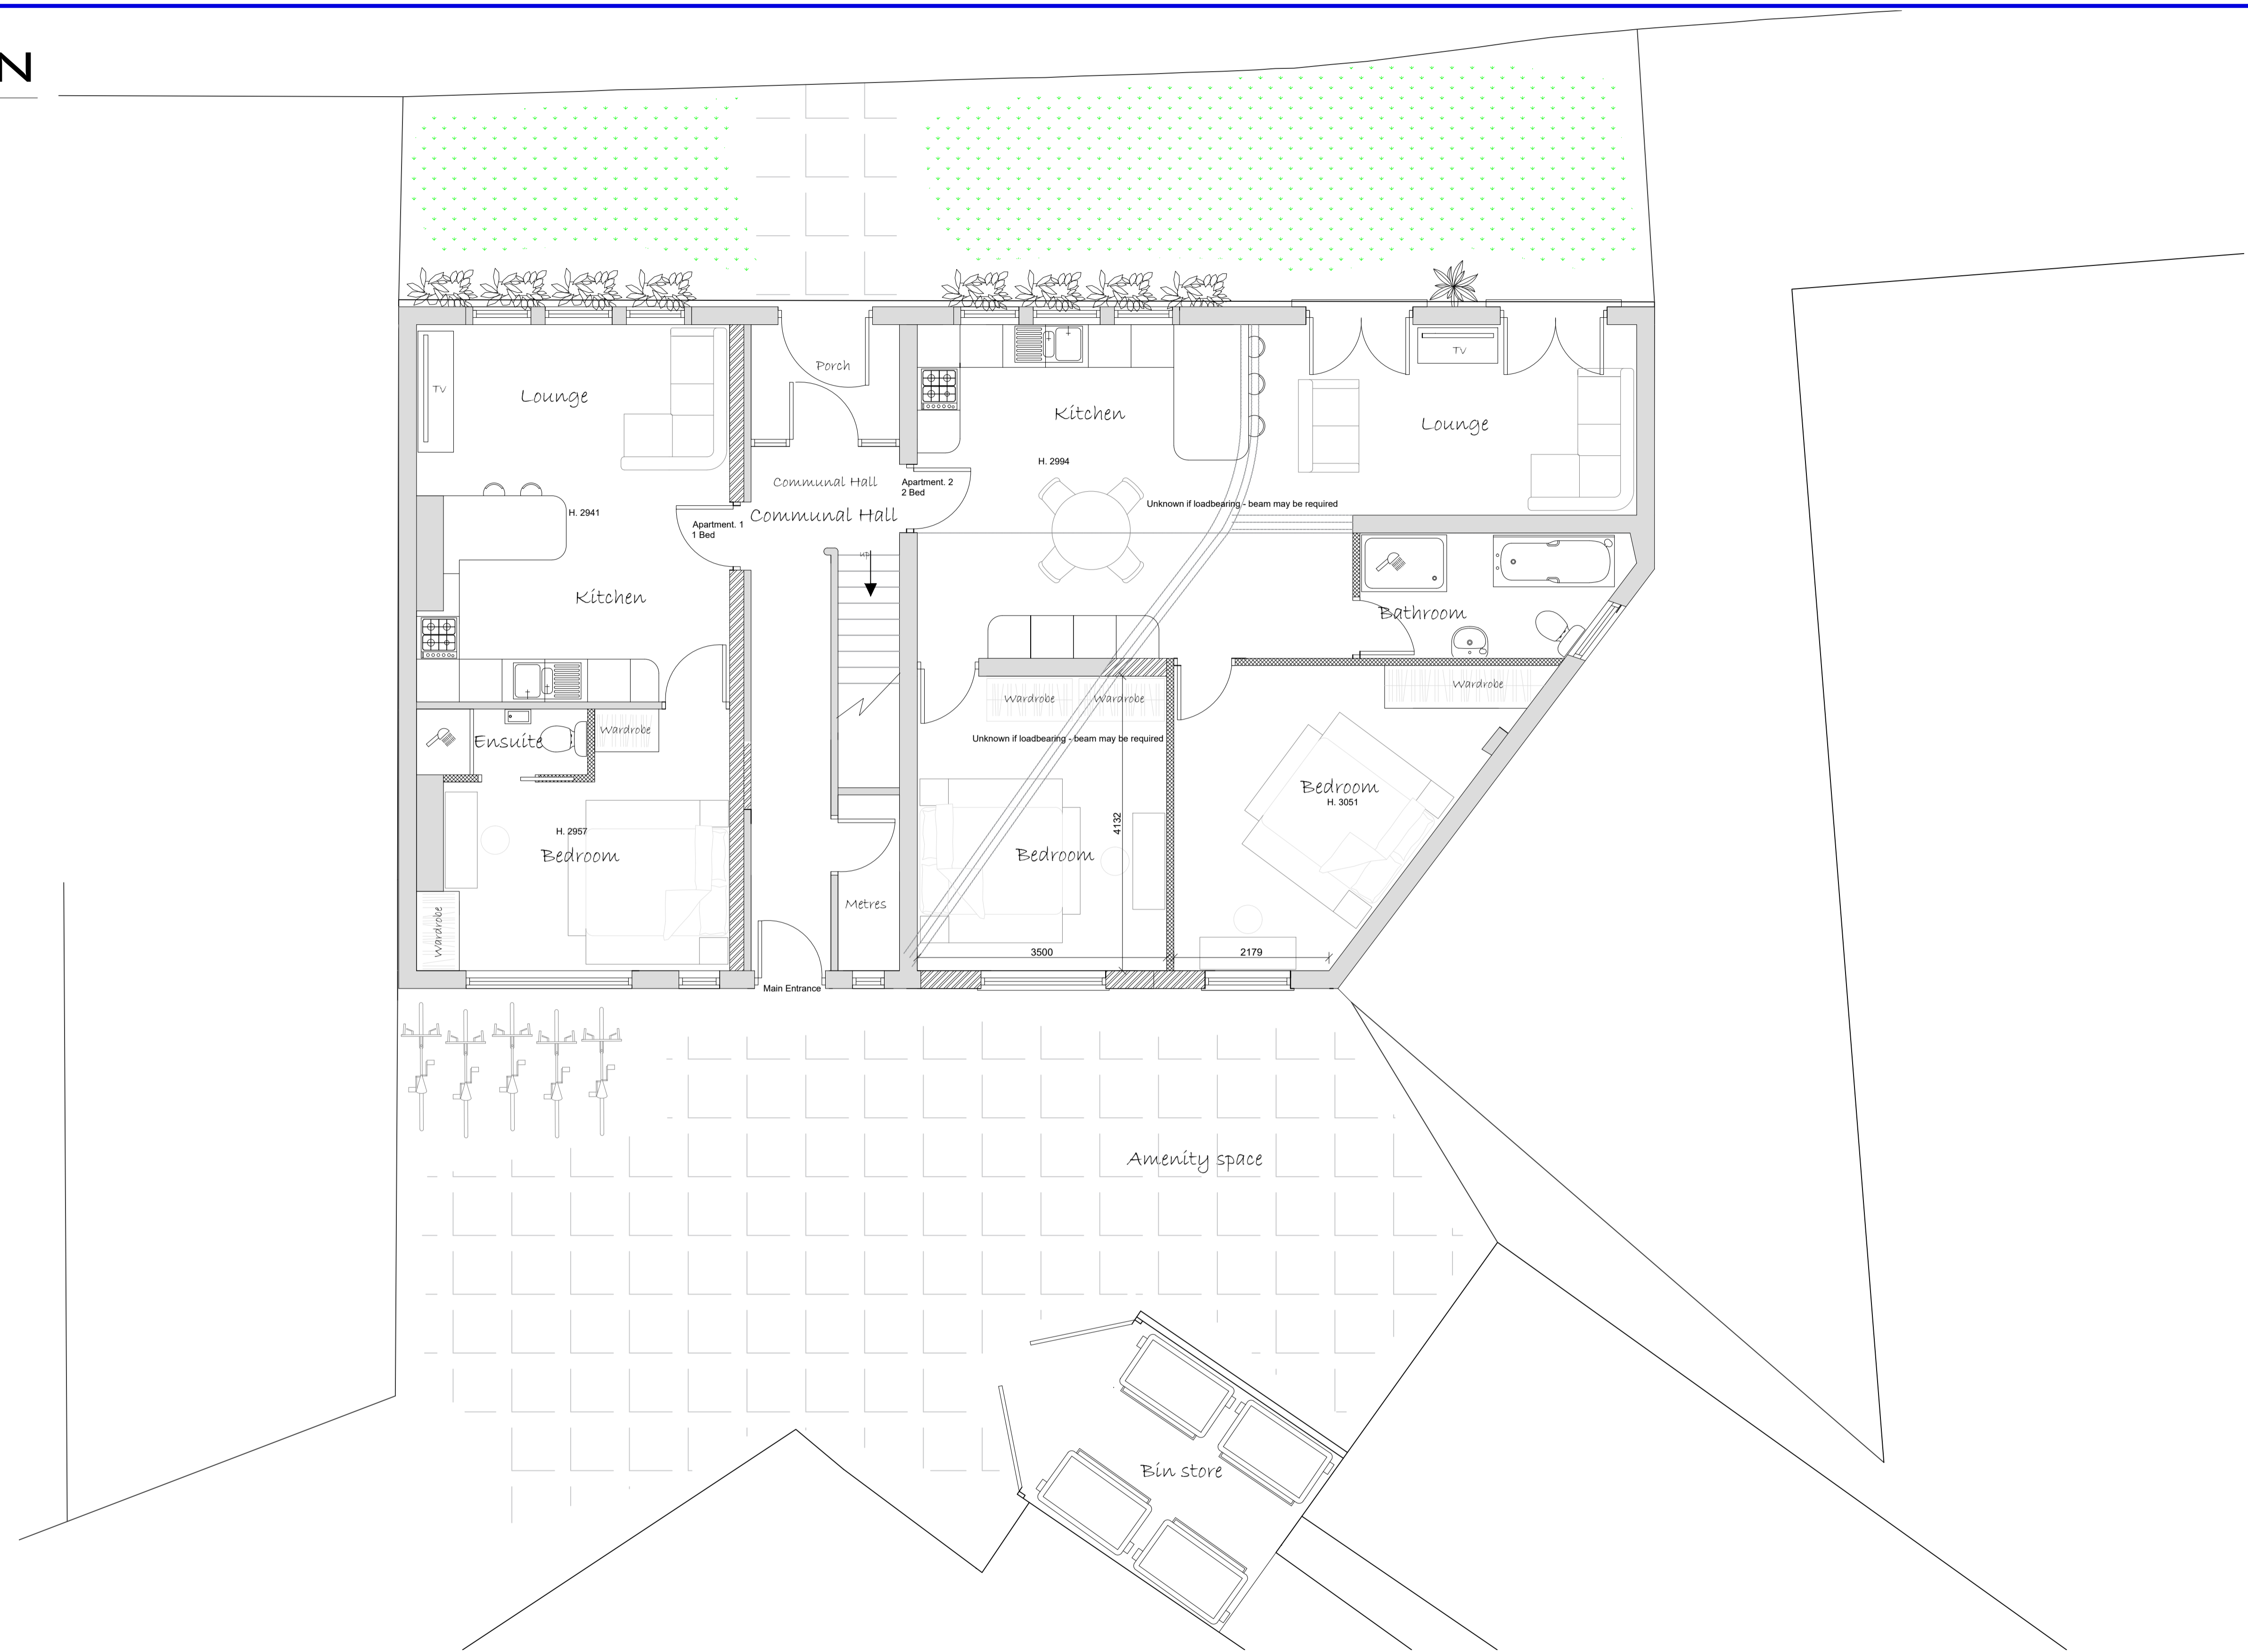 N
Porch
TV
Lounge
TV
Kitchen
Lounge
H. 2994
Communal Hall
Apartment. 2
2 Bed
Unknown if loadbearing - beam may be required
H. 2941
Communal Hall
Apartment. 1
1 Bed
UP
Kitchen
Bathroom
Wardrobe
Wardrobe
Wardrobe
Wardrobe
Ensuite
Unknown if loadbearing - beam may be required
Bedroom
H. 3051
4132
H. 2957
Bedroom
Bedroom
Metres
Wardrobe
3500
2179
Main Entrance
Amenity space
Bin store